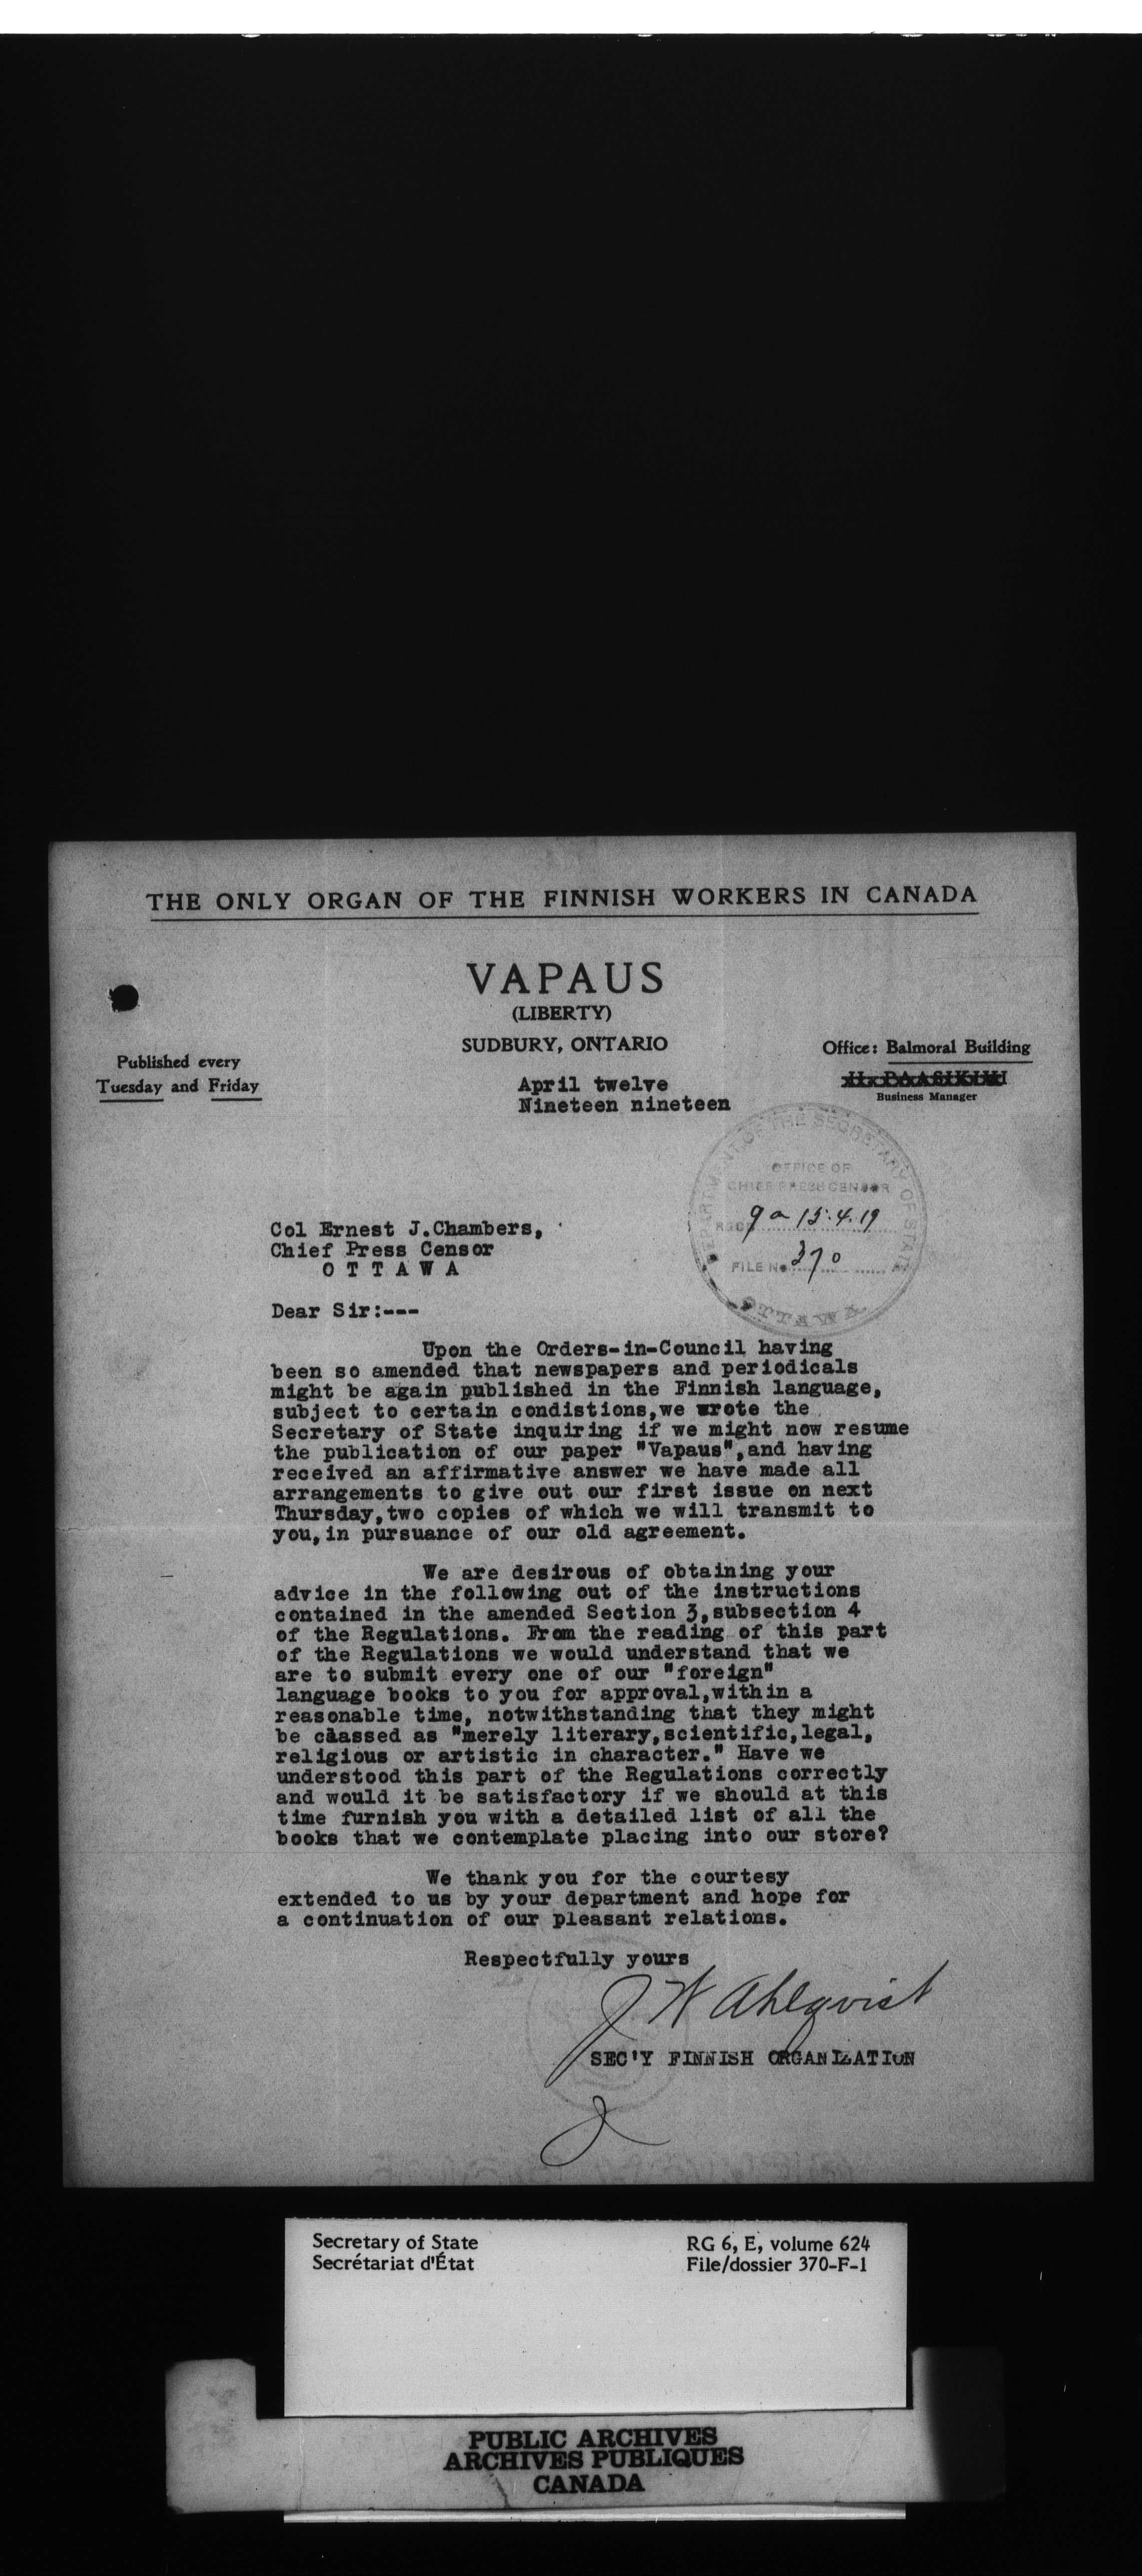 THE ONLY ORGAN OF THE FINNISH WORKERS IN CANADA
VAPAUS
(LIBERTY)
SUDBURY, ONTARIO
Published every
Tuesday and Friday
Office: Balmoral Building
Business Manager
April twelve
Nineteen nineteen
DEPARTMENT OF THE SECRETARY OF STATE
OFFICE OF
CHIEF PRESS CENSOR
RECD 9 a 15.4.19
FILE No. 370
OTTAWA
Col Ernest J.Chambers,
Chief Press Censor
O T T A W A
Dear Sir:---
Upon the Orders-in-Council having
been so amended that newspapers and periodicals
might be again published in the Finnish language,
subject to certain condistions,we wrote the
Secretary of State inquiring if we might now resume
the publication of our paper "Vapaus",and having
received an affirmative answer we have made all
arrangements to give out our first issue on next
Thursday,two copies of which we will transmit to
you,in pursuance of our old agreement.
We are desirous of obtaining your
advice in the following out of the instructions
contained in the amended Section 3,subsection 4
of the Regulations. From the reading of this part
of the Regulations we would understand that we
are to submit every one of our "foreign"
language books to you for approval,within a
reasonable time, notwithstanding that they might
be classed as "merely literary,scientific,legal,
religious or artistic in character." Have we
understood this part of the Regulations correctly
and would it be satisfactory if we should at this
time furnish you with a detailed list of all the
books that we contemplate placing into our store?
We thank you for the courtesy
extended to us by your department and hope for
a continuation of our pleasant relations.
Respectfully yours
J W Ahlqvist
SEC'Y FINNISH ORGANIZATION
Secretary of State
Secrétariat d'État
RG 6, E, volume 624
File/dossier 370-F-1
PUBLIC ARCHIVES
ARCHIVES PUBLIQUES
CANADA